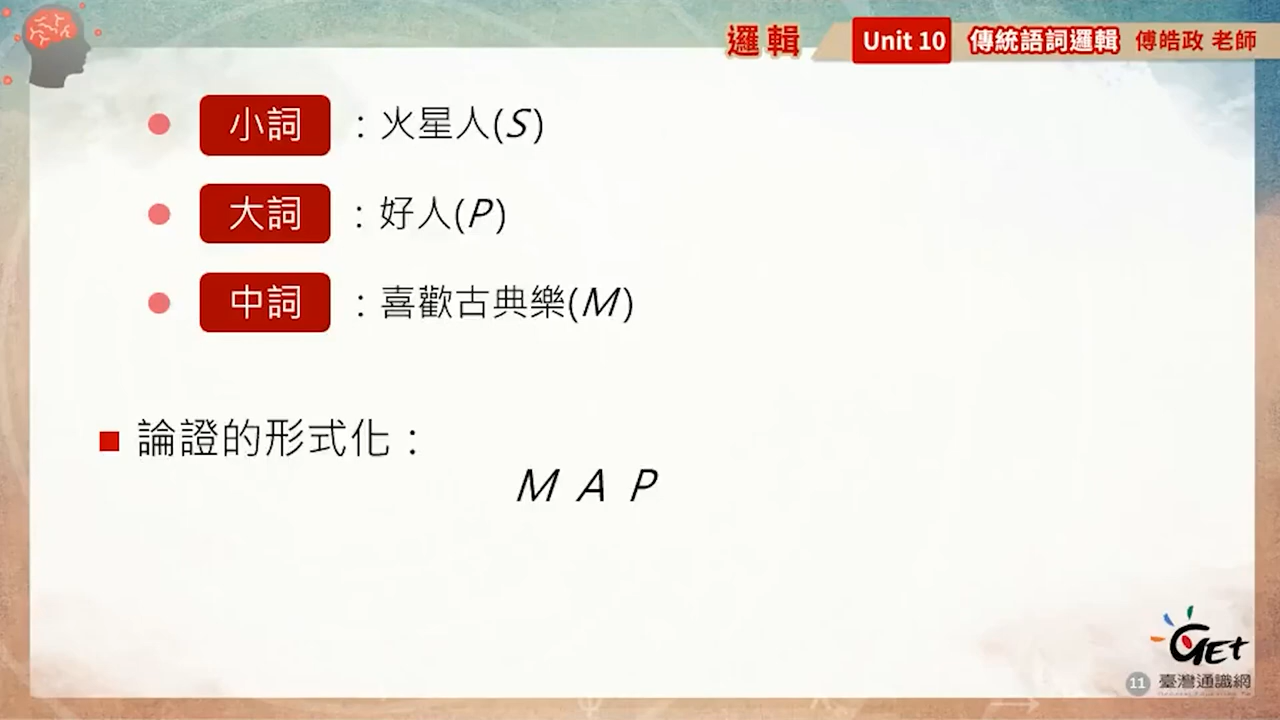 邏輯 Unit 10 傳統語詞邏輯 傅皓政 老師
小詞 ：火星人(S)
大詞 ：好人(P)
中詞 ：喜歡古典樂(M)
論證的形式化：
M A P
GET
11 臺灣通識網